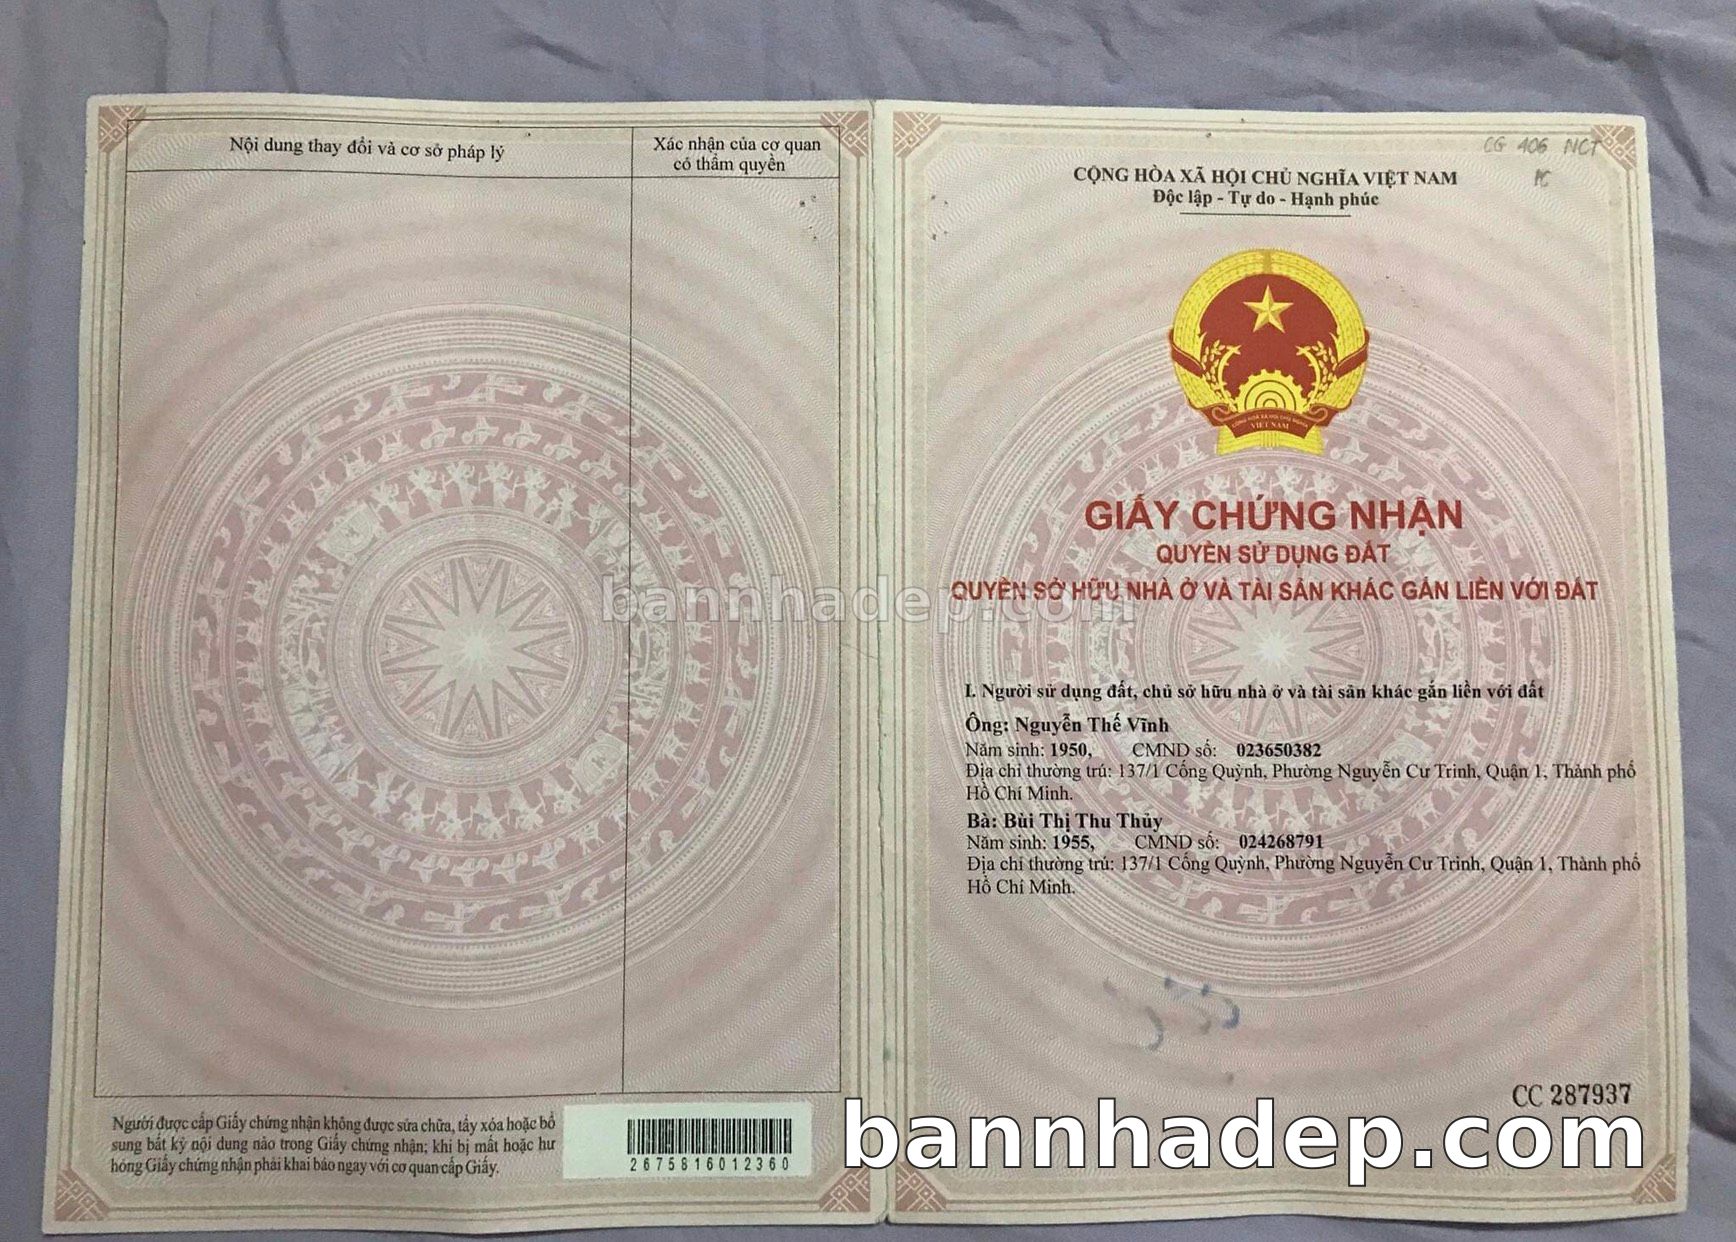 Nội dung thay đổi và cơ sở pháp lý
Xác nhận của cơ quan
có thẩm quyền
Người được cấp Giấy chứng nhận không được sửa chữa, tẩy xóa hoặc bổ
sung bất kỳ nội dung nào trong Giấy chứng nhận; khi bị mất hoặc hư
hỏng Giấy chứng nhận phải khai báo ngay với cơ quan cấp Giấy.
2675816012360
CG 406 NCT
PC
CỘNG HÒA XÃ HỘI CHỦ NGHĨA VIỆT NAM
Độc lập - Tự do - Hạnh phúc
CỘNG HÒA XÃ HỘI CHỦ NGHĨA
VIỆT NAM
GIẤY CHỨNG NHẬN
QUYỀN SỬ DỤNG ĐẤT
QUYỀN SỞ HỮU NHÀ Ở VÀ TÀI SẢN KHÁC GẮN LIỀN VỚI ĐẤT
bannhadep.com
I. Người sử dụng đất, chủ sở hữu nhà ở và tài sản khác gắn liền với đất
Ông: Nguyễn Thế Vĩnh
Năm sinh: 1950, CMND số: 023650382
Địa chỉ thường trú: 137/1 Cống Quỳnh, Phường Nguyễn Cư Trinh, Quận 1, Thành phố
Hồ Chí Minh.
Bà: Bùi Thị Thu Thủy
Năm sinh: 1955, CMND số: 024268791
Địa chỉ thường trú: 137/1 Cống Quỳnh, Phường Nguyễn Cư Trinh, Quận 1, Thành phố
Hồ Chí Minh.
CC 287937
bannhadep.com